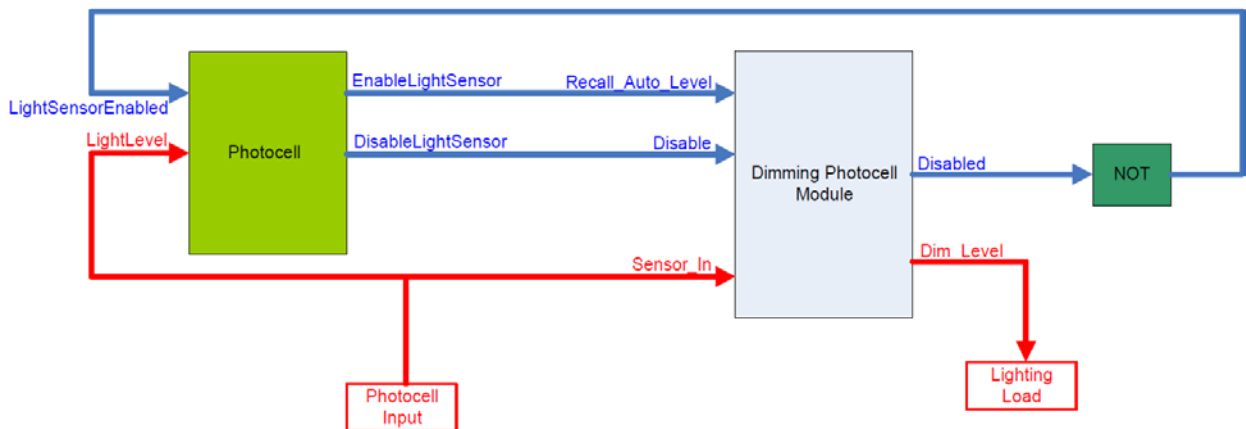 EnableLightSensor
Recall_Auto_Level
LightSensorEnabled
LightLevel
Photocell
DisableLightSensor
Disable
Dimming Photocell
Module
Disabled
NOT
Sensor_In
Dim_Level
Photocell
Input
Lighting
Load